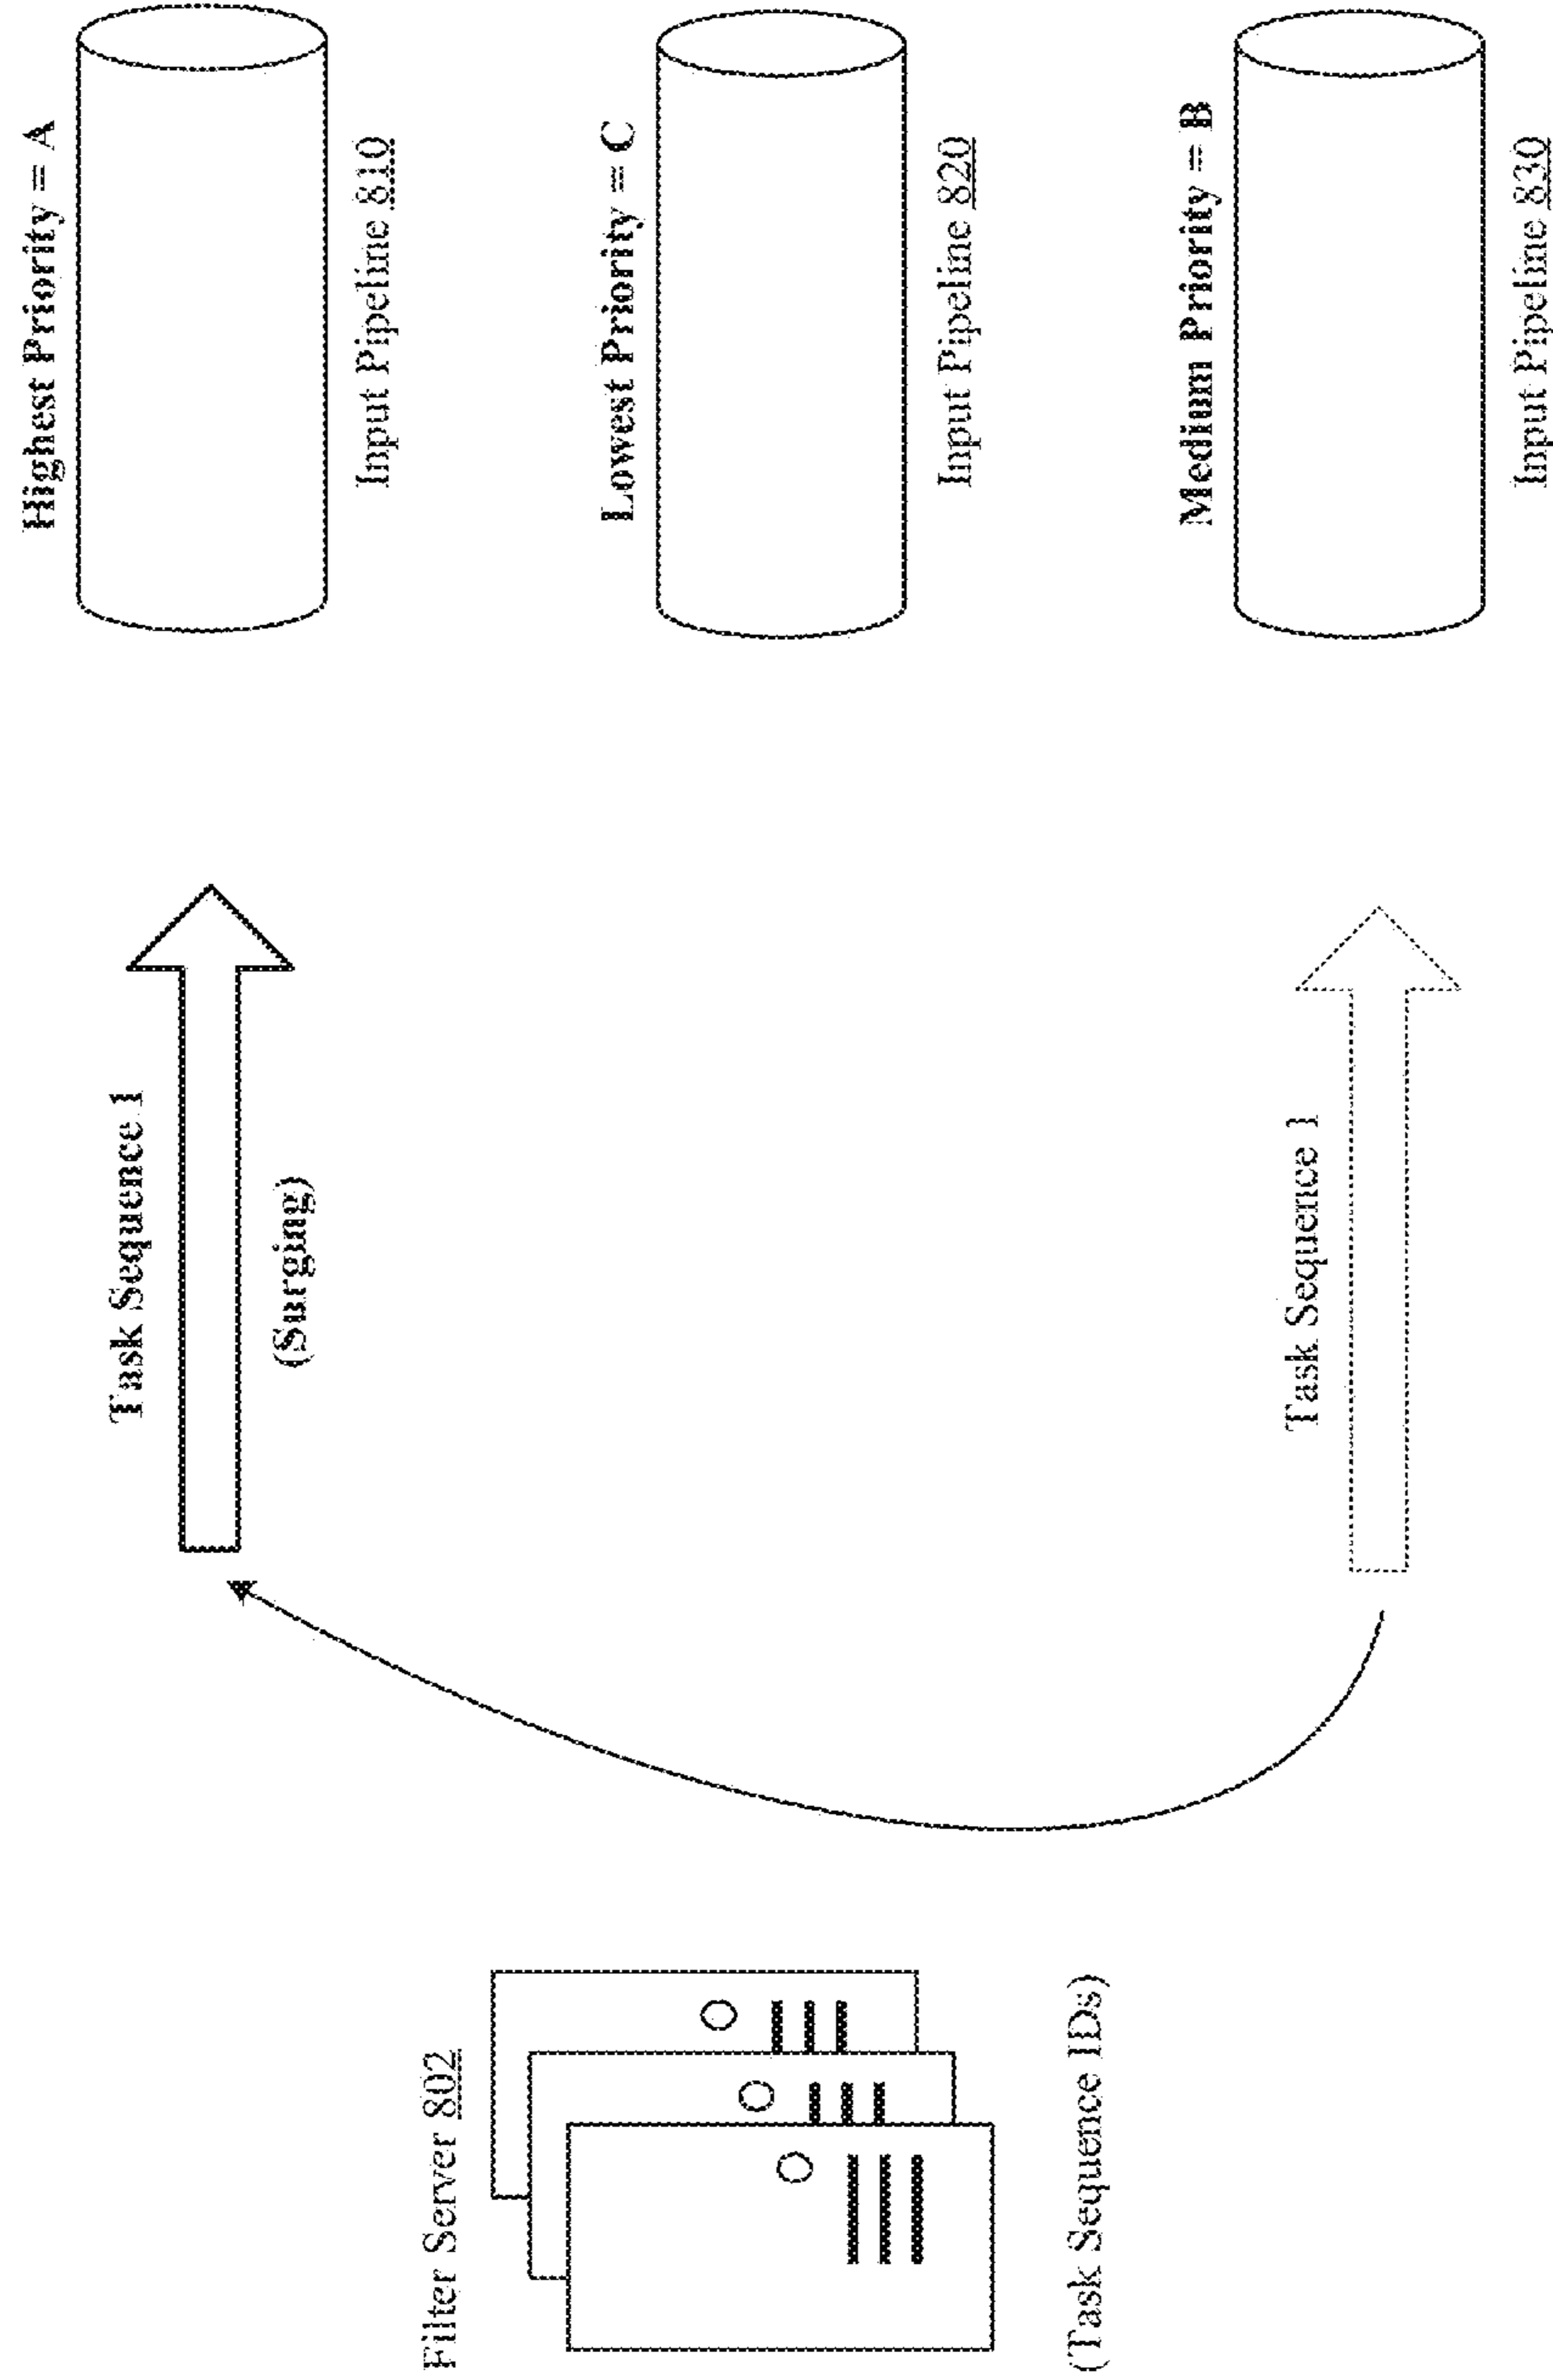 Filter Server 802
(Task Sequence IDs)
Task Sequence 1
(Surging)
Task Sequence 1
Highest Priority = A
Input Pipeline 810
Lowest Priority = C
Input Pipeline 820
Medium Priority = B
Input Pipeline 830